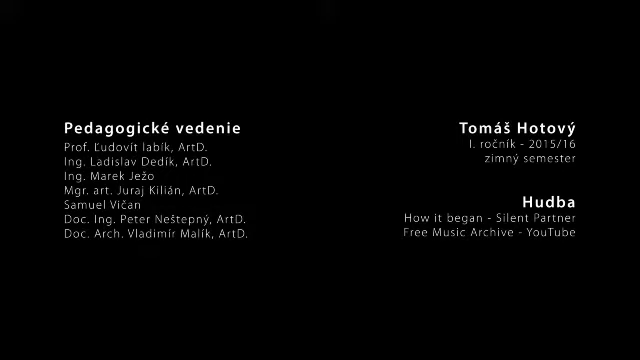 Pedagogické vedenie
Prof. Ľudovít labík, ArtD.
Ing. Ladislav Dedík, ArtD.
Ing. Marek Ježo
Mgr. art. Juraj Kilián, ArtD.
Samuel Vičan
Doc. Ing. Peter Neštepný, ArtD.
Doc. Arch. Vladimír Malík, ArtD.
Tomáš Hotový
I. ročník - 2015/16
zimný semester
Hudba
How it began - Silent Partner
Free Music Archive - YouTube